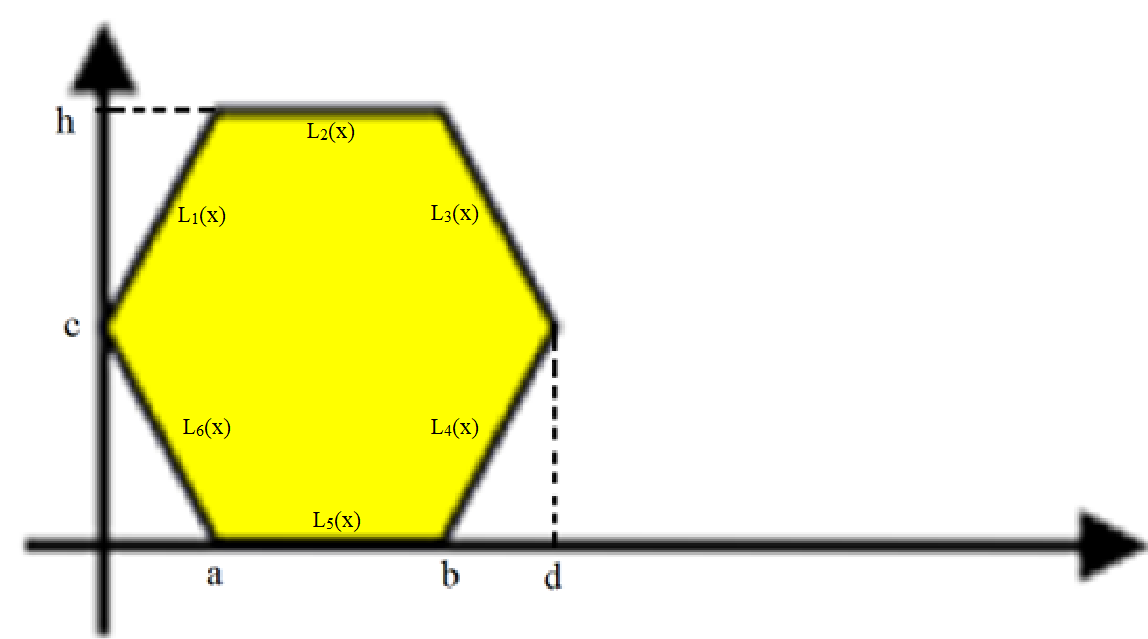 h
L₂(x)
L₁(x)
L₃(x)
c
L₆(x)
L₄(x)
L₅(x)
a
b
d